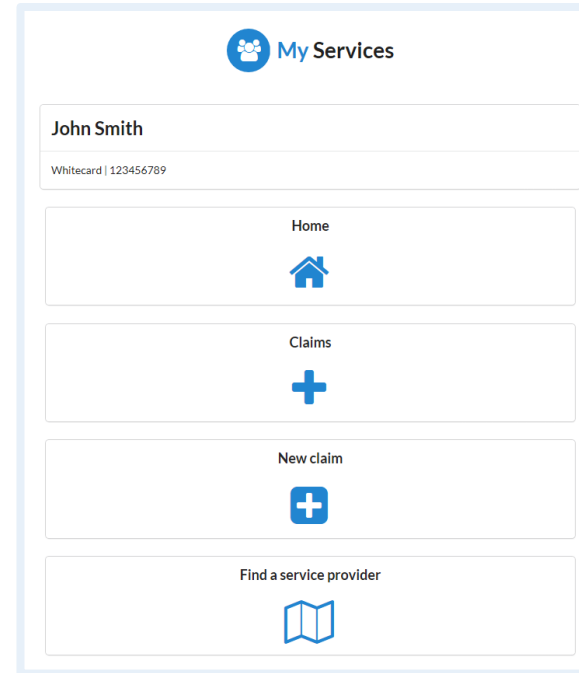 My Services
John Smith
Whitecard | 123456789
Home
Claims
New claim
Find a service provider